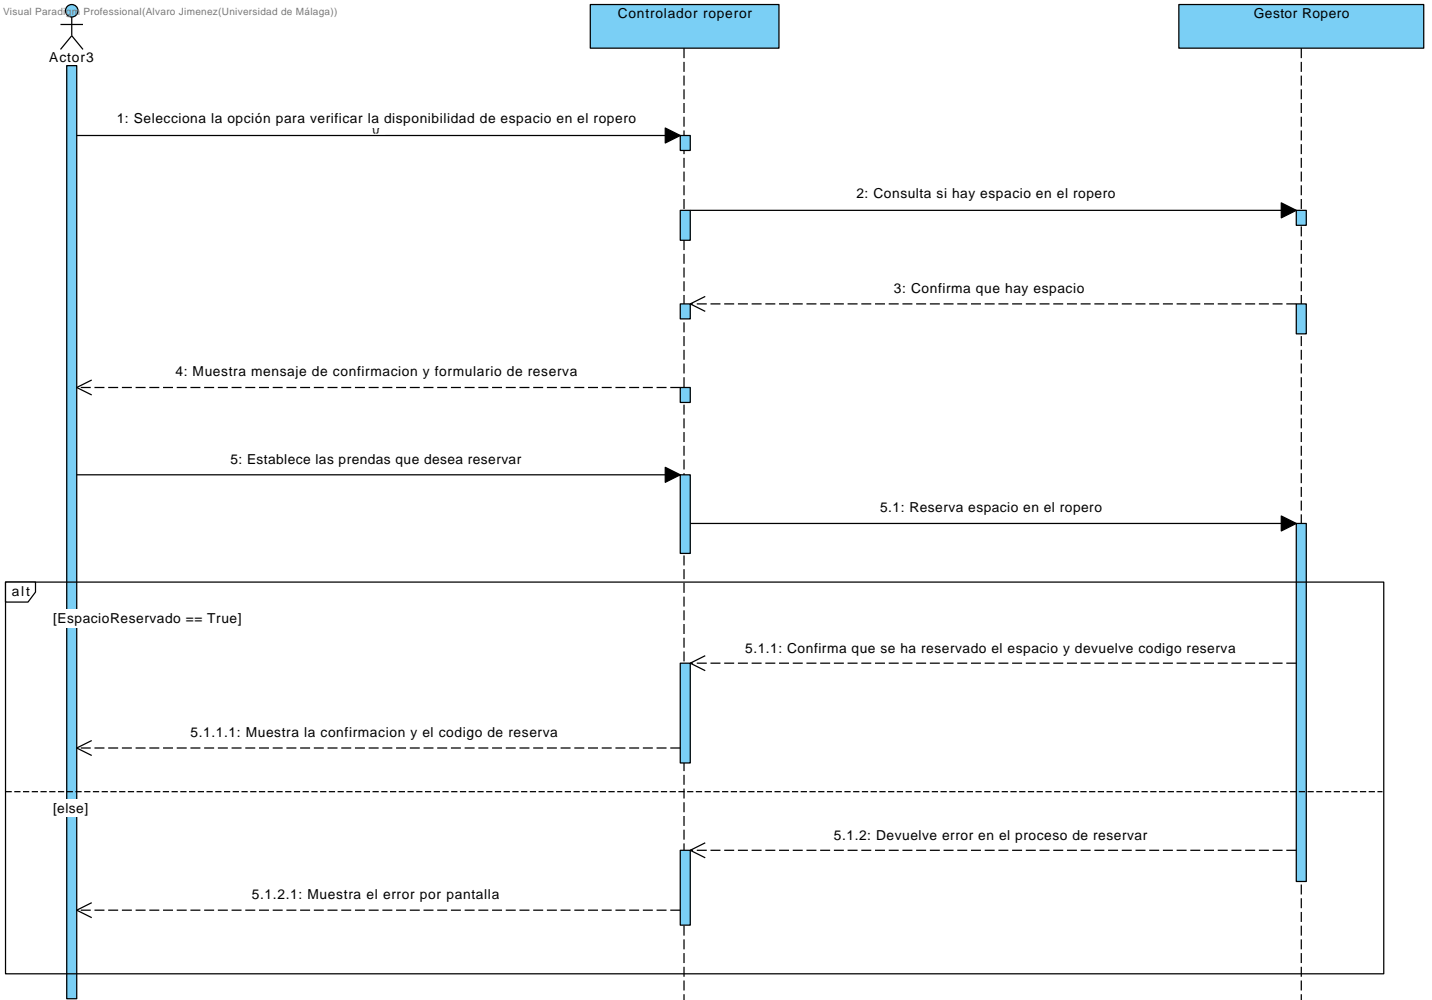 Visual Paradigm Professional(Alvaro Jimenez(Universidad de Málaga))
Controlador roperor
Gestor Ropero
Actor3
1: Selecciona la opción para verificar la disponibilidad de espacio en el ropero
2: Consulta si hay espacio en el ropero
3: Confirma que hay espacio
4: Muestra mensaje de confirmacion y formulario de reserva
5: Establece las prendas que desea reservar
5.1: Reserva espacio en el ropero
alt
[EspacioReservado == True]
5.1.1: Confirma que se ha reservado el espacio y devuelve codigo reserva
5.1.1.1: Muestra la confirmacion y el codigo de reserva
[else]
5.1.2: Devuelve error en el proceso de reservar
5.1.2.1: Muestra el error por pantalla